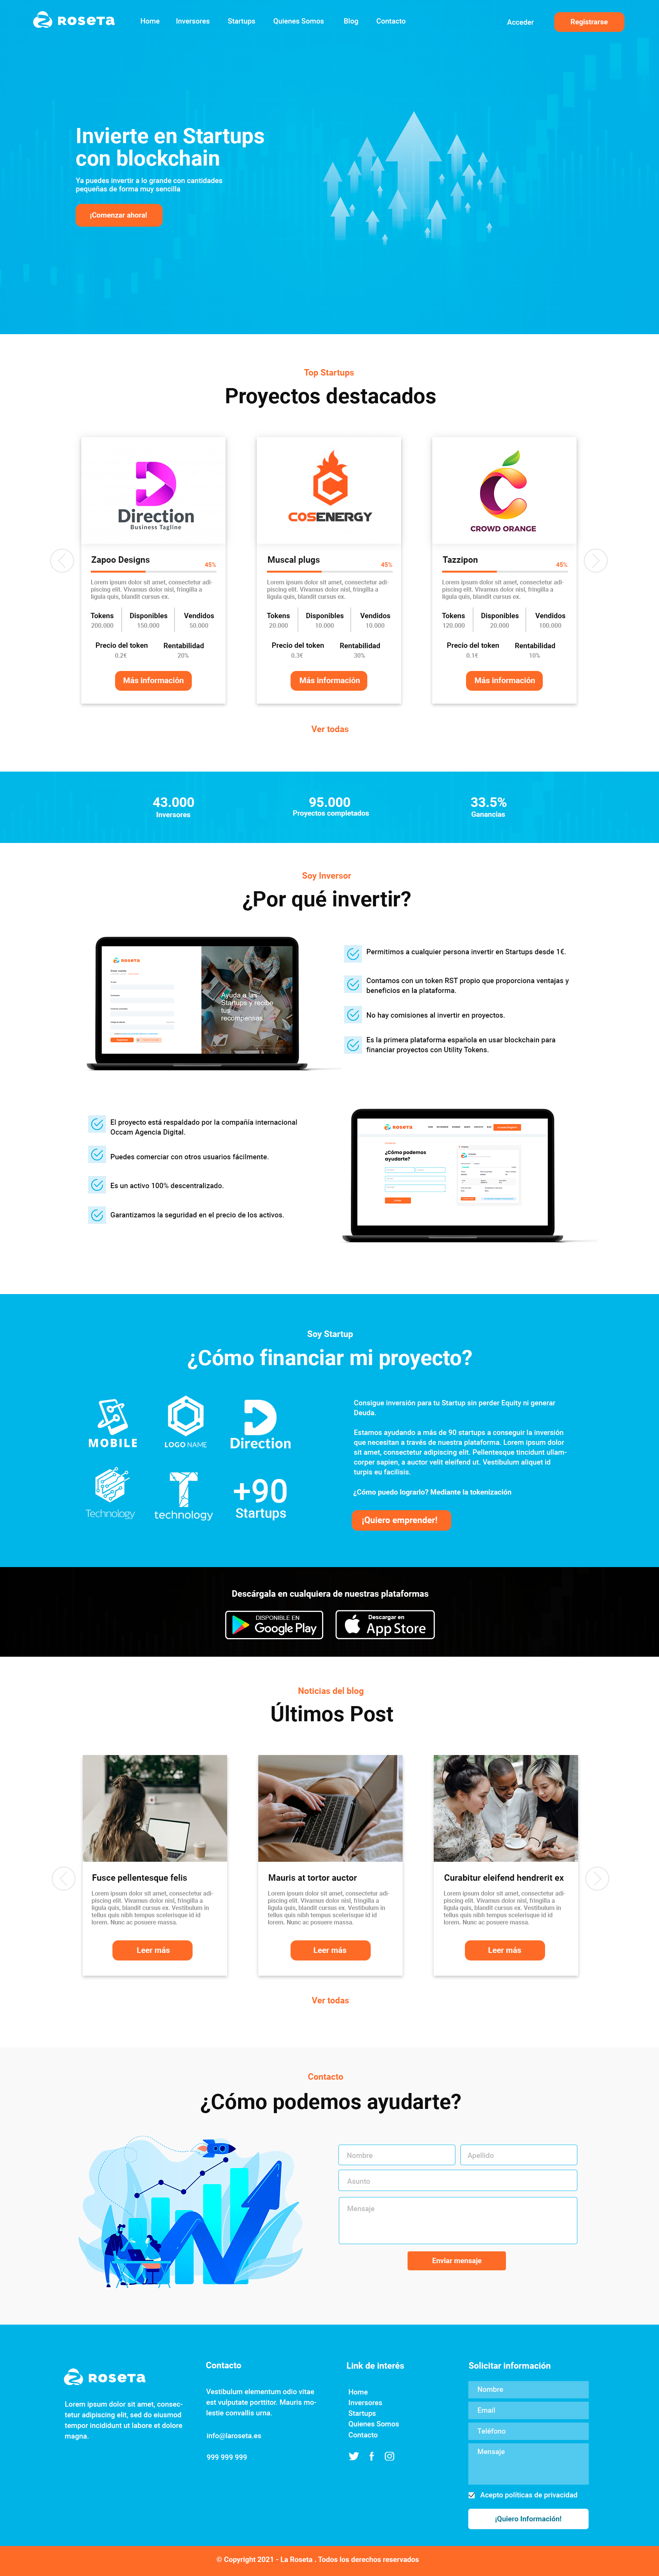 ROSETA
Home Inversores Startups Quienes Somos Blog Contacto
Acceder
Registrarse
Invierte en Startups
con blockchain
Ya puedes invertir a lo grande con cantidades
pequeñas de forma muy sencilla
¡Comenzar ahora!
Top Startups
Proyectos destacados
Direction
Business Tagline
Zapoo Designs
45%
Lorem ipsum dolor sit amet, consectetur adi-
piscing elit. Vivamus dolor nisl, fringilla a
ligula quis, blandit cursus ex.
Tokens Disponibles Vendidos
200.000 150.000 50.000
Precio del token Rentabilidad
0.2€ 20%
Más información
COSENERGY
Muscal plugs
45%
Lorem ipsum dolor sit amet, consectetur adi-
piscing elit. Vivamus dolor nisl, fringilla a
ligula quis, blandit cursus ex.
Tokens Disponibles Vendidos
20.000 10,000 10.000
Precio del token Rentabilidad
0.3€ 30%
Más información
CROWD ORANGE
Tazzipon
45%
Lorem ipsum dolor sit amet, consectetur adi-
piscing elit. Vivamus dolor nisl, fringilla a
ligula quis, blandit cursus ex.
Tokens Disponibles Vendidos
120.000 20.000 100.000
Precio del token Rentabilidad
0.1€ 10%
Más información
Ver todas
43.000
Inversores
95.000
Proyectos completados
33.5%
Ganancias
Soy Inversor
¿Por qué invertir?
ROSETA
Ayuda a las
Startups y recibe
tus
recompensas.
Permitimos a cualquier persona invertir en Startups desde 1€.
Contamos con un token RST propio que proporciona ventajas y
beneficios en la plataforma.
No hay comisiones al invertir en proyectos.
Es la primera plataforma española en usar blockchain para
financiar proyectos con Utility Tokens.
El proyecto está respaldado por la compañía internacional
Occam Agencia Digital.
Puedes comerciar con otros usuarios fácilmente.
Es un activo 100% descentralizado.
Garantizamos la seguridad en el precio de los activos.
ROSETA
¿Cómo podemos
ayudarte?
Soy Startup
¿Cómo financiar mi proyecto?
MOBILE
LOGO NAME
Direction
Technology
technology
+90
Startups
Consigue inversión para tu Startup sin perder Equity ni generar
Deuda.
Estamos ayudando a más de 90 startups a conseguir la inversión
que necesitan a través de nuestra plataforma. Lorem ipsum dolor
sit amet, consectetur adipiscing elit. Pellentesque tincidunt ullam-
corper sapien, a auctor velit eleifend ut. Vestibulum aliquet id
turpis eu facilisis.
¿Cómo puedo lograrlo? Mediante la tokenización
¡Quiero emprender!
Descárgala en cualquiera de nuestras plataformas
DISPONIBLE EN
Google Play
Descargar en
App Store
Noticias del blog
Últimos Post
Fusce pellentesque felis
Lorem ipsum dolor sit amet, consectetur adi-
piscing elit. Vivamus dolor nisl, fringilla a
ligula quis, blandit cursus ex. Vestibulum in
tellus quis nibh tempus scelerisque id id
lorem. Nunc ac posuere massa.
Leer más
Mauris at tortor auctor
Lorem ipsum dolor sit amet, consectetur adi-
piscing elit. Vivamus dolor nisl, fringilla a
ligula quis, blandit cursus ex. Vestibulum in
tellus quis nibh tempus scelerisque id id
lorem. Nunc ac posuere massa.
Leer más
Curabitur eleifend hendrerit ex
Lorem ipsum dolor sit amet, consectetur adi-
piscing elit. Vivamus dolor nisl, fringilla a
ligula quis, blandit cursus ex. Vestibulum in
tellus quis nibh tempus scelerisque id id
lorem. Nunc ac posuere massa.
Leer más
Ver todas
Contacto
¿Cómo podemos ayudarte?
Nombre
Apellido
Asunto
Mensaje
Enviar mensaje
ROSETA
Lorem ipsum dolor sit amet, consec-
tetur adipiscing elit, sed do eiusmod
tempor incididunt ut labore et dolore
magna.
Contacto
Vestibulum elementum odio vitae
est vulputate porttitor. Mauris mo-
lestie convallis urna.
info@laroseta.es
999 999 999
Link de interés
Home
Inversores
Startups
Quienes Somos
Contacto
Solicitar información
Nombre
Email
Teléfono
Mensaje
Acepto políticas de privacidad
¡Quiero Información!
© Copyright 2021 - La Roseta . Todos los derechos reservados